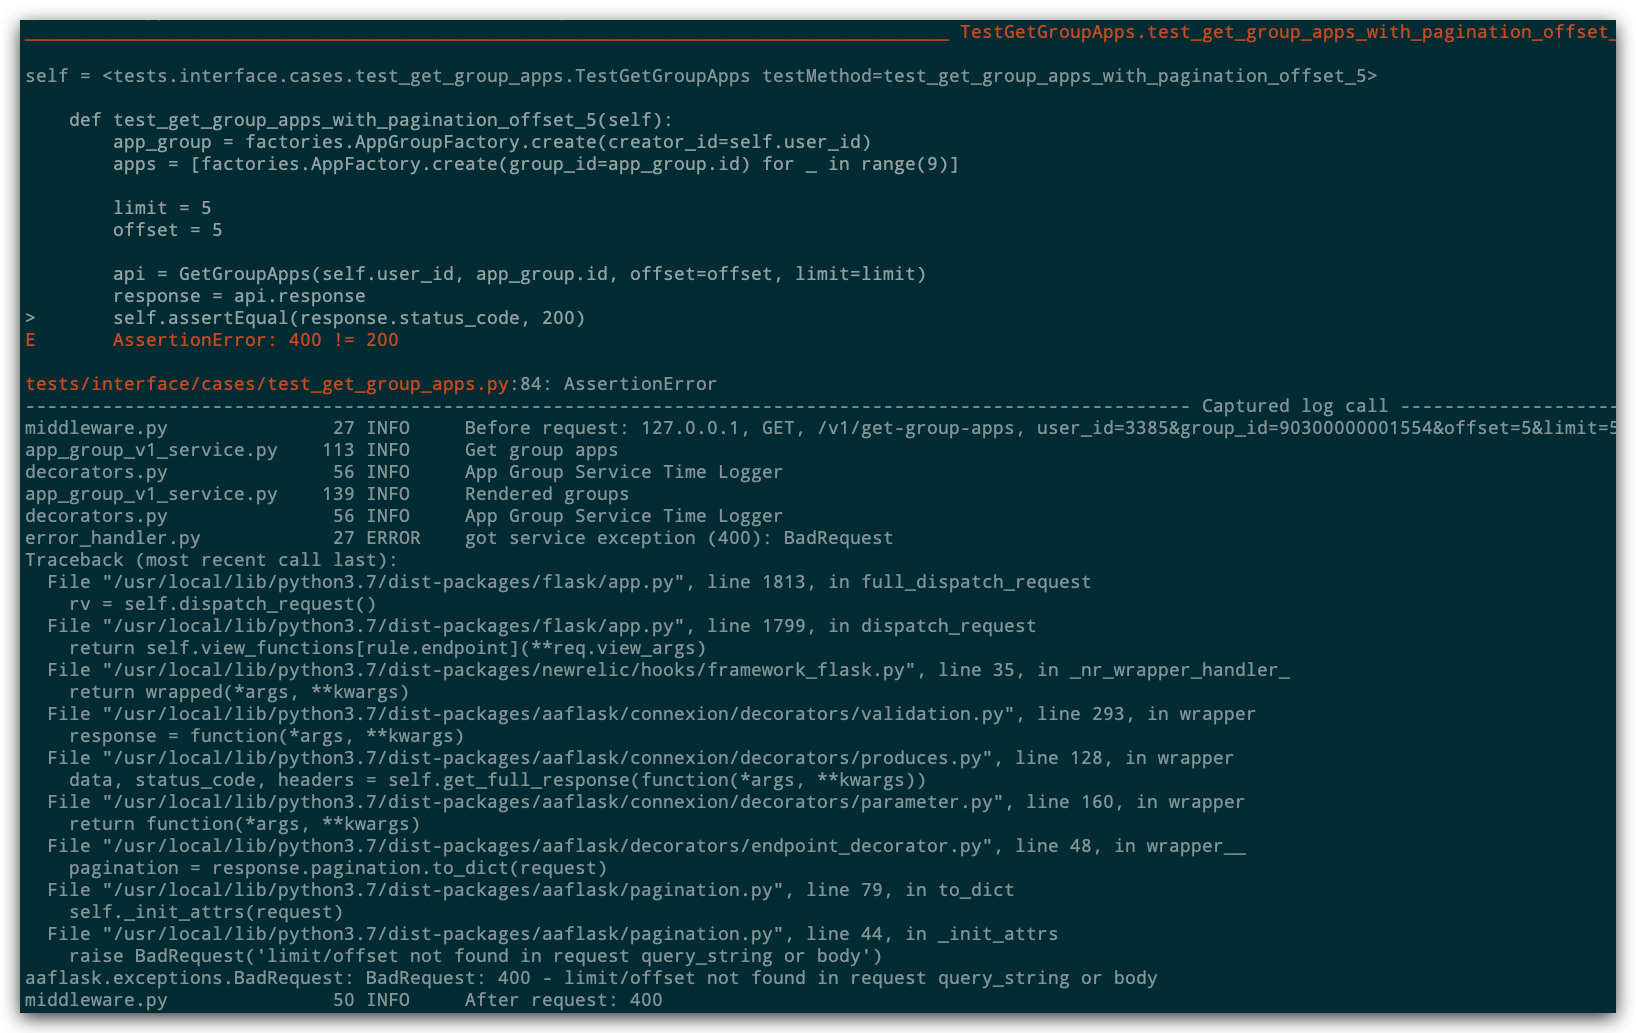 TestGetGroupApps.test_get_group_apps_with_pagination_offset_
self = <tests.interface.cases.test_get_group_apps.TestGetGroupApps testMethod=test_get_group_apps_with_pagination_offset_5>
    def test_get_group_apps_with_pagination_offset_5(self):
        app_group = factories.AppGroupFactory.create(creator_id=self.user_id)
        apps = [factories.AppFactory.create(group_id=app_group.id) for _ in range(9)]
        limit = 5
        offset = 5
        api = GetGroupApps(self.user_id, app_group.id, offset=offset, limit=limit)
        response = api.response
>       self.assertEqual(response.status_code, 200)
E       AssertionError: 400 != 200
tests/interface/cases/test_get_group_apps.py:84: AssertionError
---------------------------------------------------------------------------------------------------------- Captured log call --------------------
middleware.py               27 INFO     Before request: 127.0.0.1, GET, /v1/get-group-apps, user_id=3385&group_id=90300000001554&offset=5&limit=5
app_group_v1_service.py    113 INFO     Get group apps
decorators.py               56 INFO     App Group Service Time Logger
app_group_v1_service.py    139 INFO     Rendered groups
decorators.py               56 INFO     App Group Service Time Logger
error_handler.py            27 ERROR    got service exception (400): BadRequest
Traceback (most recent call last):
  File "/usr/local/lib/python3.7/dist-packages/flask/app.py", line 1813, in full_dispatch_request
    rv = self.dispatch_request()
  File "/usr/local/lib/python3.7/dist-packages/flask/app.py", line 1799, in dispatch_request
    return self.view_functions[rule.endpoint](**req.view_args)
  File "/usr/local/lib/python3.7/dist-packages/newrelic/hooks/framework_flask.py", line 35, in _nr_wrapper_handler_
    return wrapped(*args, **kwargs)
  File "/usr/local/lib/python3.7/dist-packages/aaflask/connexion/decorators/validation.py", line 293, in wrapper
    response = function(*args, **kwargs)
  File "/usr/local/lib/python3.7/dist-packages/aaflask/connexion/decorators/produces.py", line 128, in wrapper
    data, status_code, headers = self.get_full_response(function(*args, **kwargs))
  File "/usr/local/lib/python3.7/dist-packages/aaflask/connexion/decorators/parameter.py", line 160, in wrapper
    return function(*args, **kwargs)
  File "/usr/local/lib/python3.7/dist-packages/aaflask/decorators/endpoint_decorator.py", line 48, in wrapper__
    pagination = response.pagination.to_dict(request)
  File "/usr/local/lib/python3.7/dist-packages/aaflask/pagination.py", line 79, in to_dict
    self._init_attrs(request)
  File "/usr/local/lib/python3.7/dist-packages/aaflask/pagination.py", line 44, in _init_attrs
    raise BadRequest('limit/offset not found in request query_string or body')
aaflask.exceptions.BadRequest: BadRequest: 400 - limit/offset not found in request query_string or body
middleware.py               50 INFO     After request: 400